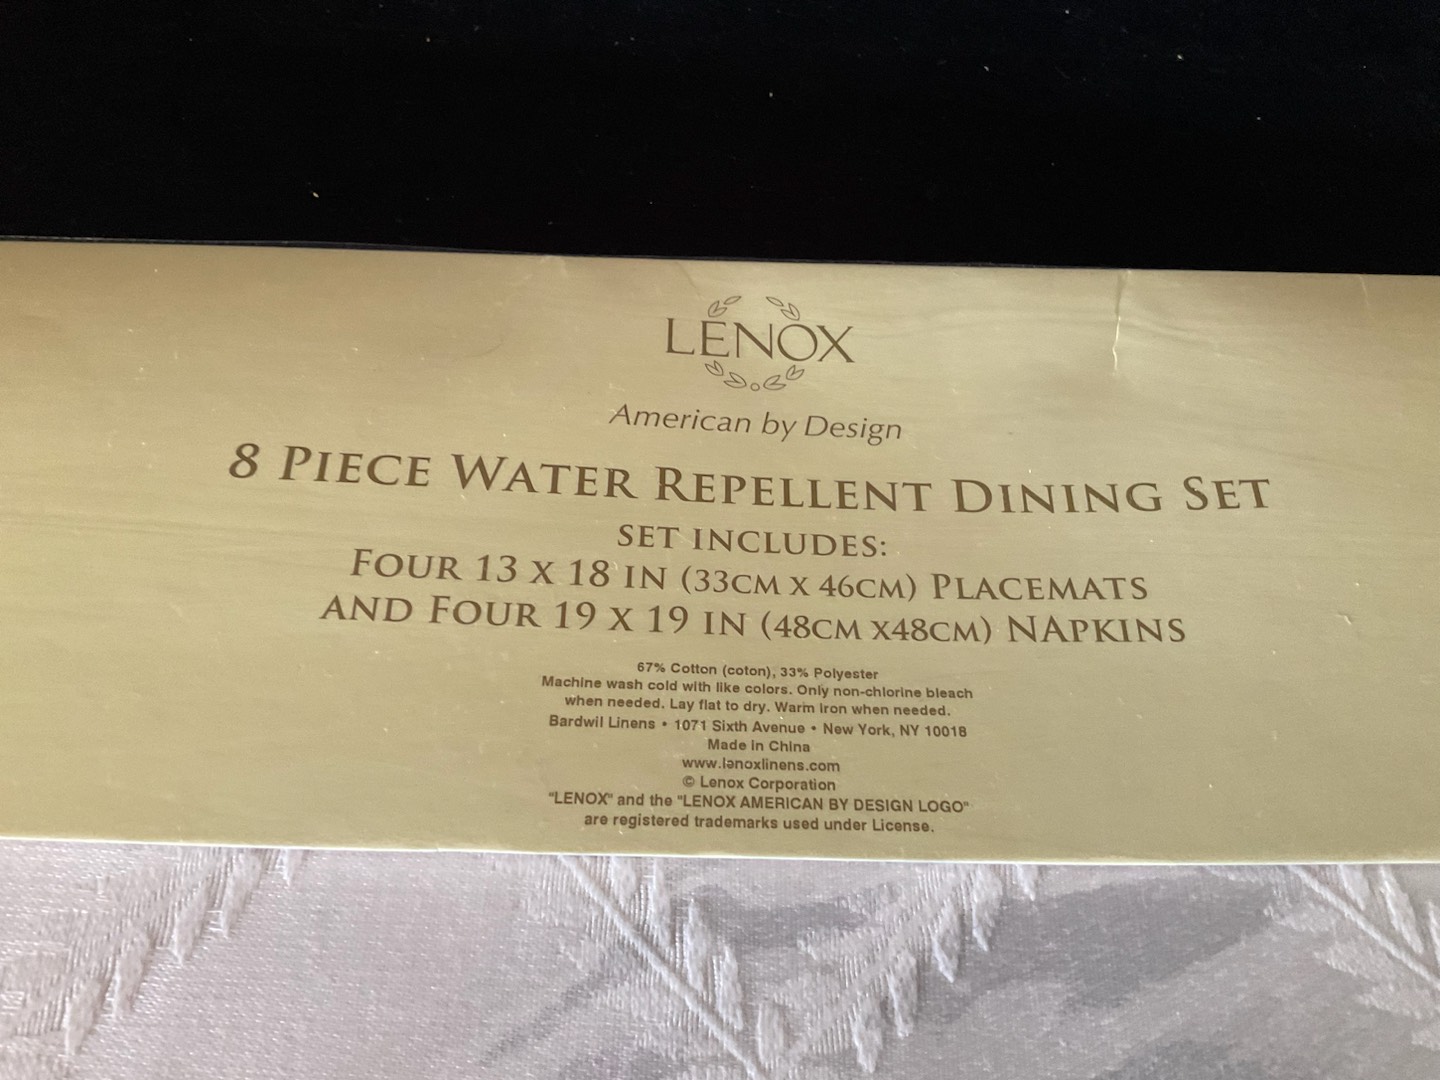 LENOX
American by Design
8 PIECE WATER REPELLENT DINING SET
SET INCLUDES:
FOUR 13 X 18 IN (33CM X 46CM) PLACEMATS
AND FOUR 19 X 19 IN (48CM X48CM) NAPKINS
67% Cotton (coton), 33% Polyester
Machine wash cold with like colors. Only non-chlorine bleach
when needed. Lay flat to dry. Warm iron when needed.
Bardwil Linens • 1071 Sixth Avenue • New York, NY 10018
Made in China
www.lenoxlinens.com
© Lenox Corporation
"LENOX" and the "LENOX AMERICAN BY DESIGN LOGO"
are registered trademarks used under License.